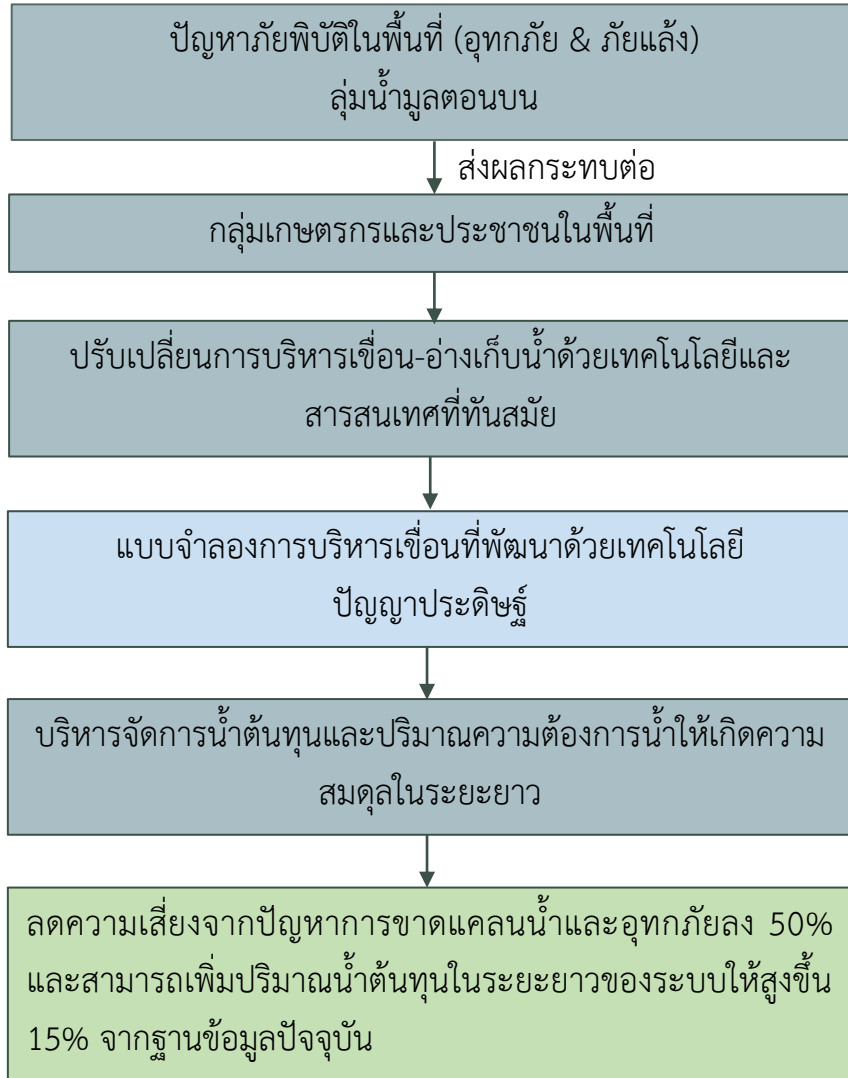 ปัญหาภัยพิบัติในพื้นที่ (อุทกภัย & ภัยแล้ง)
ลุ่มน้ำมูลตอนบน
ส่งผลกระทบต่อ
กลุ่มเกษตรกรและประชาชนในพื้นที่
ปรับเปลี่ยนการบริหารเขื่อน-อ่างเก็บน้ำด้วยเทคโนโลยีและ
สารสนเทศที่ทันสมัย
แบบจำลองการบริหารเขื่อนที่พัฒนาด้วยเทคโนโลยี
ปัญญาประดิษฐ์
บริหารจัดการน้ำต้นทุนและปริมาณความต้องการน้ำให้เกิดความ
สมดุลในระยะยาว
ลดความเสี่ยงจากปัญหาการขาดแคลนน้ำและอุทกภัยลง 50%
และสามารถเพิ่มปริมาณน้ำต้นทุนในระยะยาวของระบบให้สูงขึ้น
15% จากฐานข้อมูลปัจจุบัน